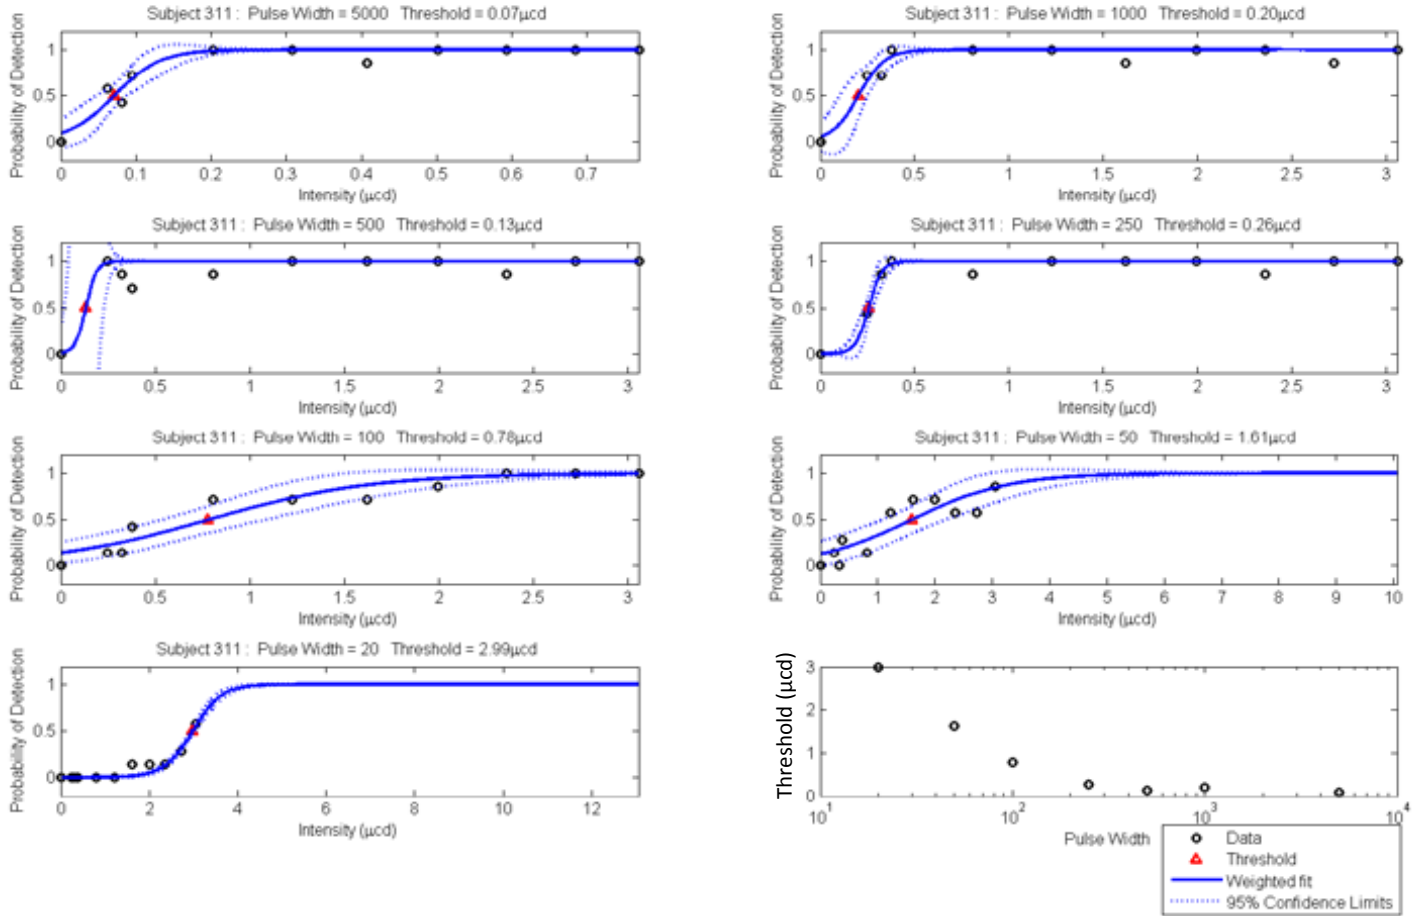 Subject 311 : Pulse Width = 5000 Threshold = 0.07μcd
Probability of Detection
1
0.5
0
0 0.1 0.2 0.3 0.4 0.5 0.6 0.7
Intensity (μcd)
Subject 311 : Pulse Width = 1000 Threshold = 0.20μcd
Probability of Detection
1
0.5
0
0 0.5 1 1.5 2 2.5 3
Intensity (μcd)
Subject 311 : Pulse Width = 500 Threshold = 0.13μcd
Probability of Detection
1
0.5
0
0 0.5 1 1.5 2 2.5 3
Intensity (μcd)
Subject 311 : Pulse Width = 250 Threshold = 0.26μcd
Probability of Detection
1
0.5
0
0 0.5 1 1.5 2 2.5 3
Intensity (μcd)
Subject 311 : Pulse Width = 100 Threshold = 0.78μcd
Probability of Detection
1
0.5
0
0 0.5 1 1.5 2 2.5 3
Intensity (μcd)
Subject 311 : Pulse Width = 50 Threshold = 1.61μcd
Probability of Detection
1
0.5
0
0 1 2 3 4 5 6 7 8 9 10
Intensity (μcd)
Subject 311 : Pulse Width = 20 Threshold = 2.99μcd
Probability of Detection
1
0.5
0
0 2 4 6 8 10 12
Intensity (μcd)
Threshold (μcd)
3
2
1
0
10¹ 10² 10³ 10⁴
Pulse Width
Data
Threshold
Weighted fit
95% Confidence Limits